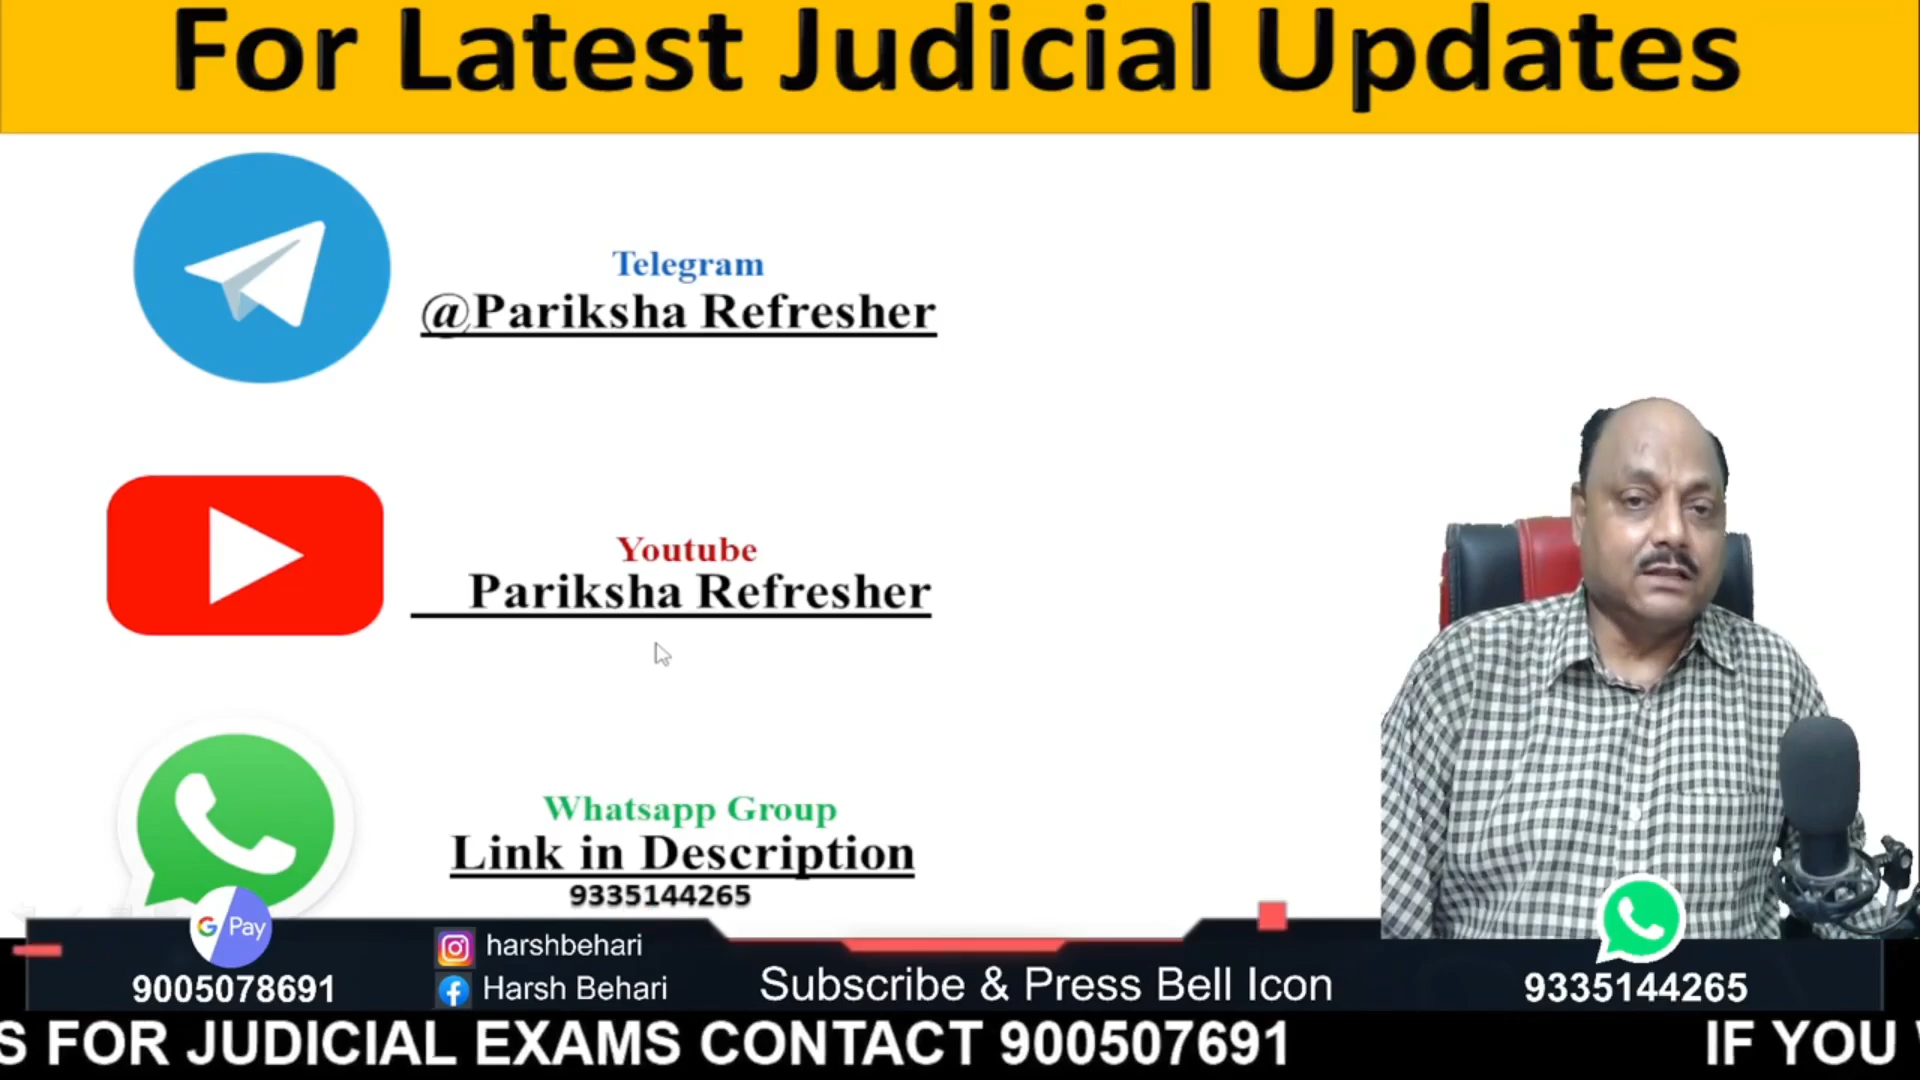 For Latest Judicial Updates
Telegram
@Pariksha Refresher
Youtube
Pariksha Refresher
Whatsapp Group
Link in Description
9335144265
G Pay
9005078691
harshbehari
Harsh Behari
Subscribe & Press Bell Icon
9335144265
S FOR JUDICIAL EXAMS CONTACT 900507691
IF YOU